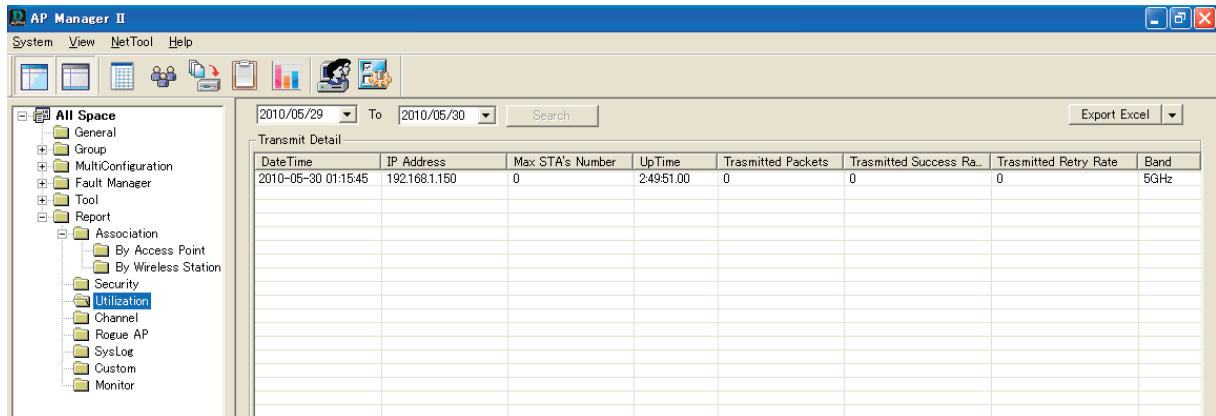 AP Manager II
System View NetTool Help
2010/05/29 To 2010/05/30 Search Export Excel
All Space
General
Group
MultiConfiguration
Fault Manager
Tool
Report
Association
By Access Point
By Wireless Station
Security
Utilization
Channel
Rogue AP
SysLog
Custom
Monitor
Transmit Detail
DateTime IP Address Max STA's Number UpTime Trasmitted Packets Trasmitted Success Ra... Trasmitted Retry Rate Band
2010-05-30 01:15:45 192.168.1.150 0 2:49:51.00 0 0 0 5GHz